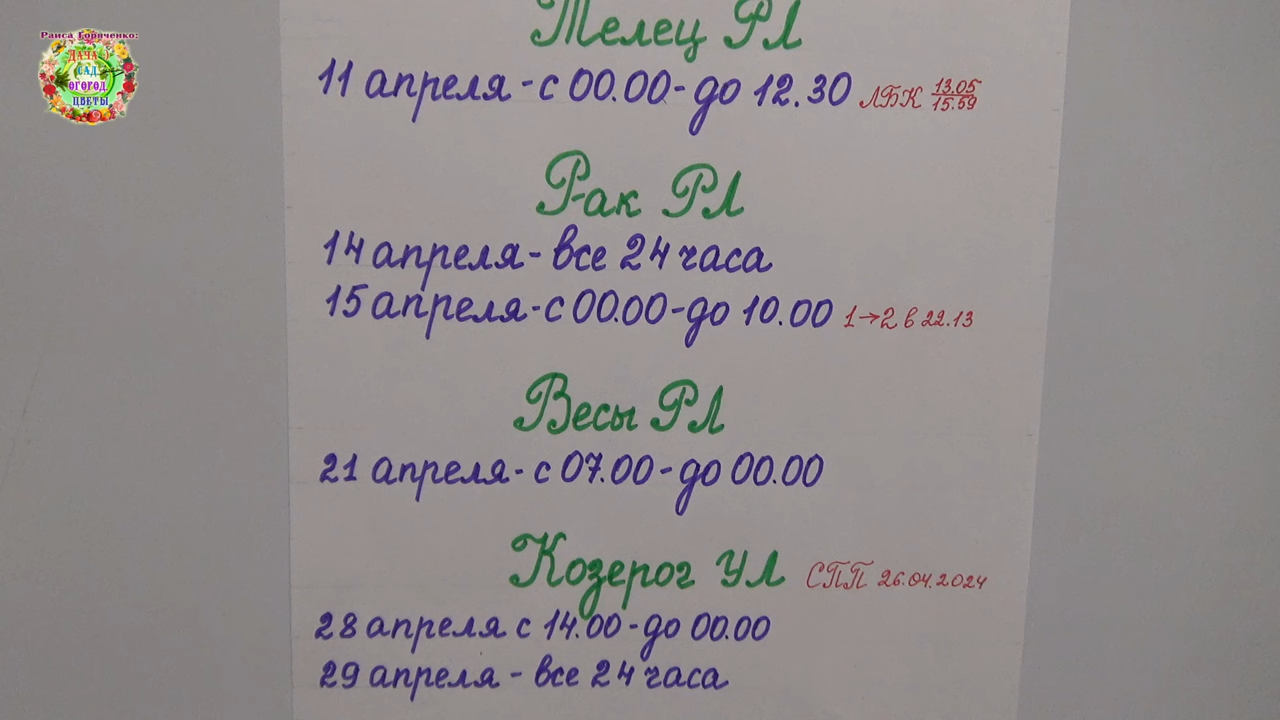 Раиса Горяченко:
ДАЧА
САД,
ОГОРОД,
ЦВЕТЫ
Телец РЛ
11 апреля - с 00.00 - до 12.30 ЛБК 13.05
15.59
Рак РЛ
14 апреля - все 24 часа
15 апреля - с 00.00 - до 10.00 1→2 в 22.13
Весы РЛ
21 апреля - с 07.00 - до 00.00
Козерог УЛ СПП 26.04.2024
28 апреля с 14.00 - до 00.00
29 апреля - все 24 часа